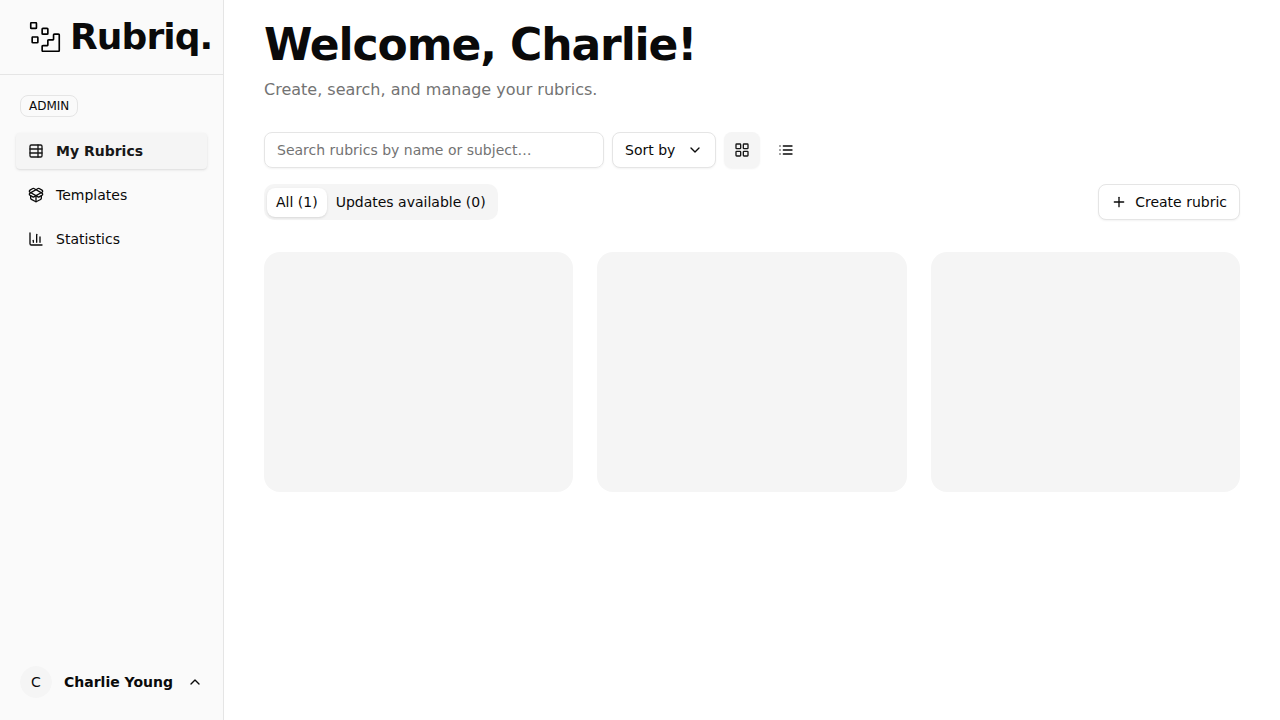 Rubriq.
ADMIN
My Rubrics
Templates
Statistics
C
Charlie Young
Welcome, Charlie!
Create, search, and manage your rubrics.
Search rubrics by name or subject...
Sort by
All (1)
Updates available (0)
Create rubric